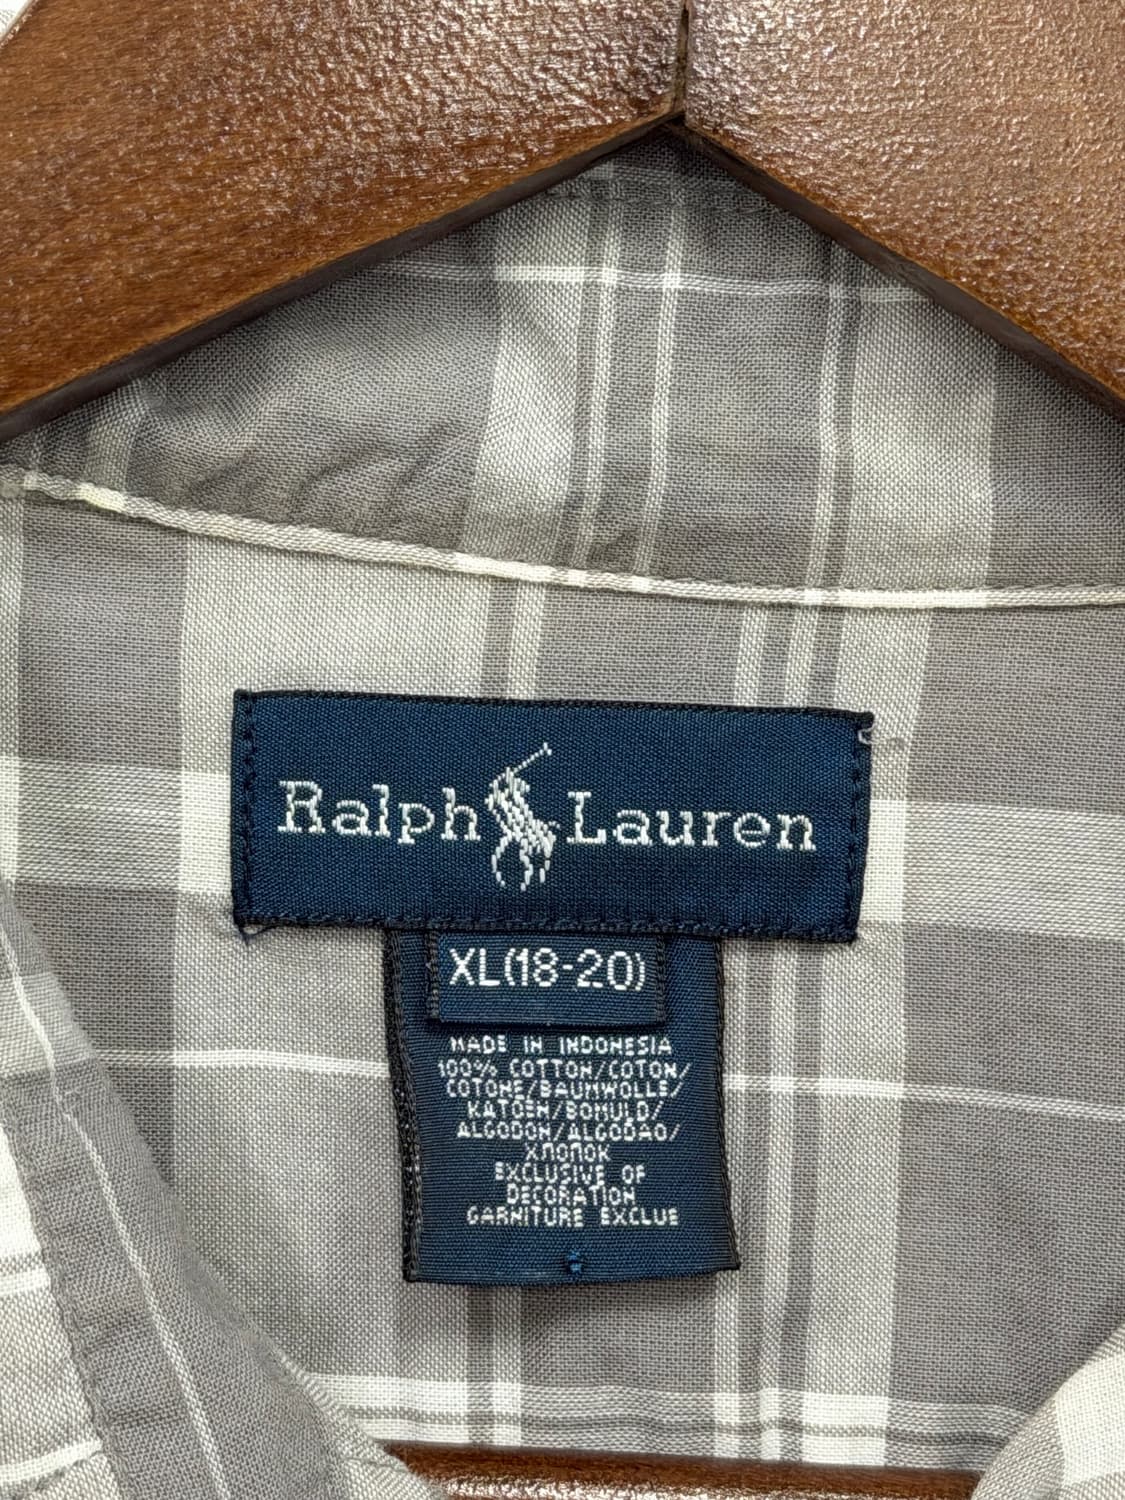 Ralph Lauren
XL(18-20)
MADE IN INDONESIA
100% COTTON/COTON/
COTONE/BAUMWOLLE/
KATOEN/BOMULD/
ALGODON/ALGODAO/
ХЛОПОК
EXCLUSIVE OF
DECORATION
GARNITURE EXCLUE